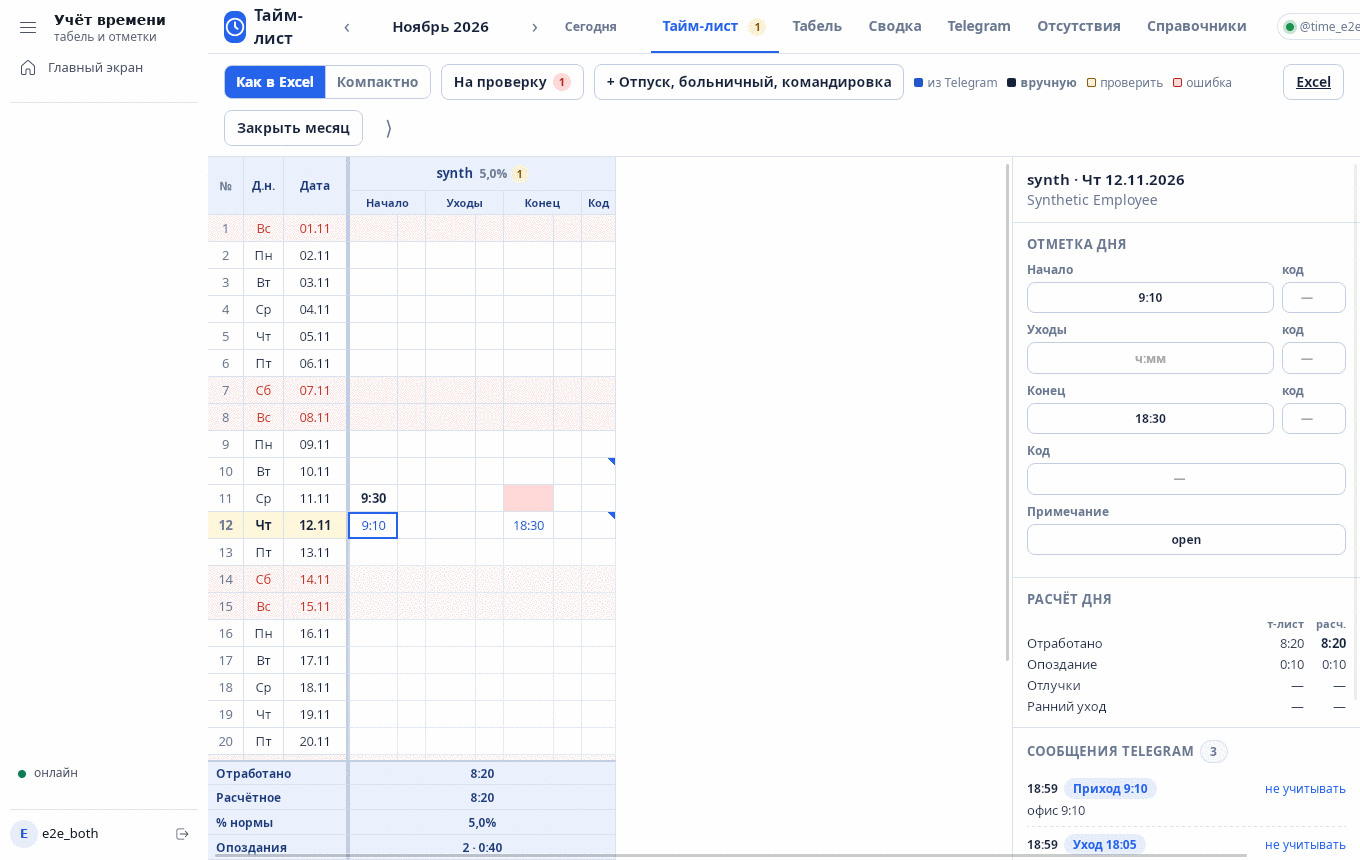 Учёт времени
табель и отметки
Главный экран
онлайн
E e2e_both
Тайм-лист
‹ Ноябрь 2026 › Сегодня Тайм-лист 1 Табель Сводка Telegram Отсутствия Справочники @time_e2e
Как в Excel Компактно На проверку 1 + Отпуск, больничный, командировка из Telegram вручную проверить ошибка Excel
Закрыть месяц ⟩
№ Д.н. Дата synth 5,0% 1
Начало Уходы Конец Код
1 Вс 01.11
2 Пн 02.11
3 Вт 03.11
4 Ср 04.11
5 Чт 05.11
6 Пт 06.11
7 Сб 07.11
8 Вс 08.11
9 Пн 09.11
10 Вт 10.11
11 Ср 11.11 9:30
12 Чт 12.11 9:10 18:30
13 Пт 13.11
14 Сб 14.11
15 Вс 15.11
16 Пн 16.11
17 Вт 17.11
18 Ср 18.11
19 Чт 19.11
20 Пт 20.11
Отработано 8:20
Расчётное 8:20
% нормы 5,0%
Опоздания 2 · 0:40
synth · Чт 12.11.2026
Synthetic Employee
ОТМЕТКА ДНЯ
Начало код
9:10 —
Уходы код
ч:мм —
Конец код
18:30 —
Код
—
Примечание
open
РАСЧЁТ ДНЯ
т-лист расч.
Отработано 8:20 8:20
Опоздание 0:10 0:10
Отлучки — —
Ранний уход — —
СООБЩЕНИЯ TELEGRAM 3
18:59 Приход 9:10 не учитывать
офис 9:10
18:59 Уход 18:05 не учитывать